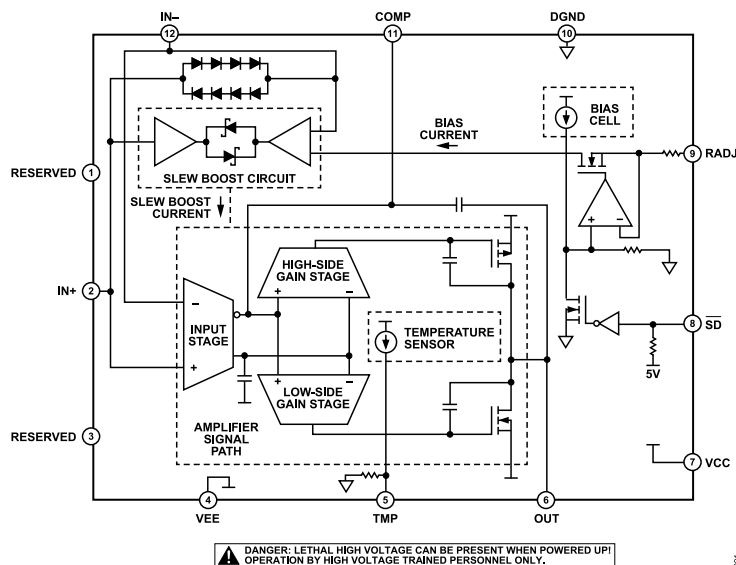 IN–
COMP
DGND
12
11
10
BIAS
CELL
BIAS
CURRENT
9
RADJ
RESERVED
1
SLEW BOOST CIRCUIT
SLEW BOOST
CURRENT
+
–
HIGH-SIDE
GAIN STAGE
+
–
IN+
2
–
INPUT
STAGE
+
TEMPERATURE
SENSOR
8
SD
5V
+
–
LOW-SIDE
GAIN STAGE
RESERVED
3
AMPLIFIER
SIGNAL
PATH
7
VCC
4
5
6
VEE
TMP
OUT
DANGER: LETHAL HIGH VOLTAGE CAN BE PRESENT WHEN POWERED UP!
OPERATION BY HIGH VOLTAGE TRAINED PERSONNEL ONLY.